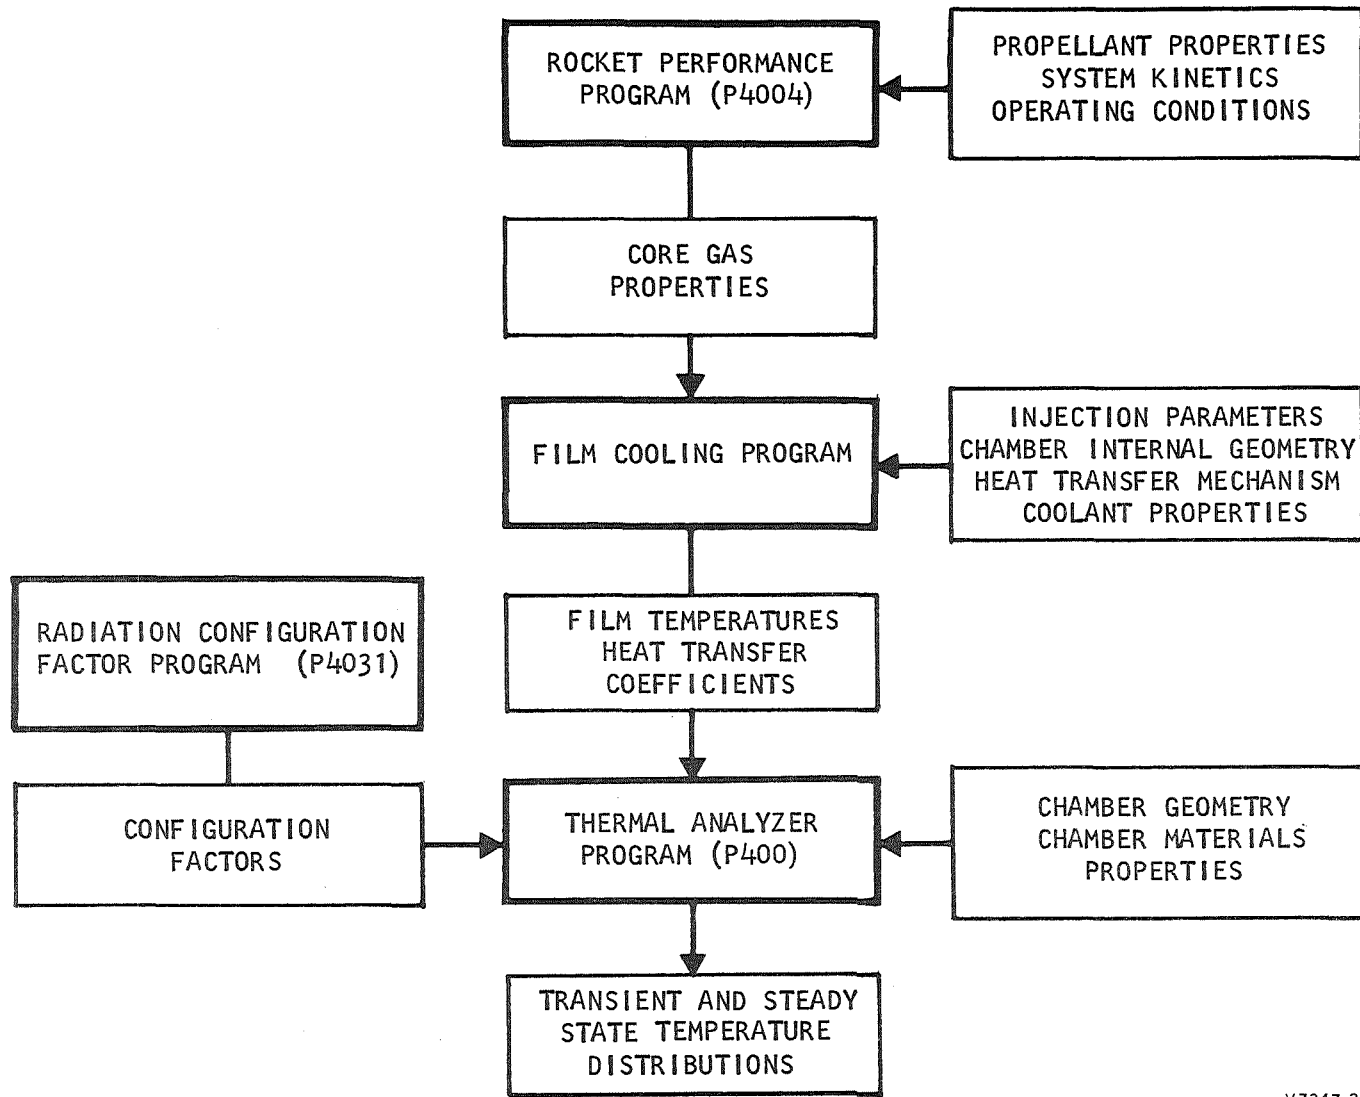 ROCKET PERFORMANCE
PROGRAM (P4004)
PROPELLANT PROPERTIES
SYSTEM KINETICS
OPERATING CONDITIONS
CORE GAS
PROPERTIES
FILM COOLING PROGRAM
INJECTION PARAMETERS
CHAMBER INTERNAL GEOMETRY
HEAT TRANSFER MECHANISM
COOLANT PROPERTIES
RADIATION CONFIGURATION
FACTOR PROGRAM (P4031)
FILM TEMPERATURES
HEAT TRANSFER
COEFFICIENTS
CONFIGURATION
FACTORS
THERMAL ANALYZER
PROGRAM (P400)
CHAMBER GEOMETRY
CHAMBER MATERIALS
PROPERTIES
TRANSIENT AND STEADY
STATE TEMPERATURE
DISTRIBUTIONS